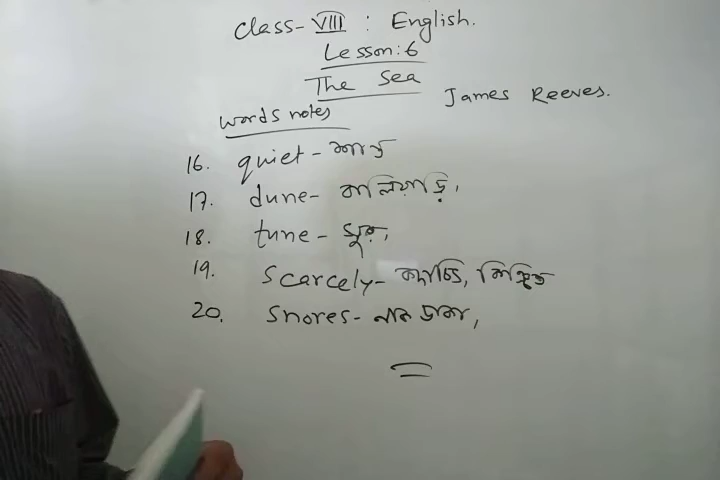 Class-VIII : English.
Lesson:6
The Sea
James Reeves.
words notes
16. quiet - শান্ত
17. dune - বালিয়াড়ি,
18. tune - সুর,
19. Scarcely - কদাচিত, কিঞ্চিত
20. Snores - নাক ডাকা,